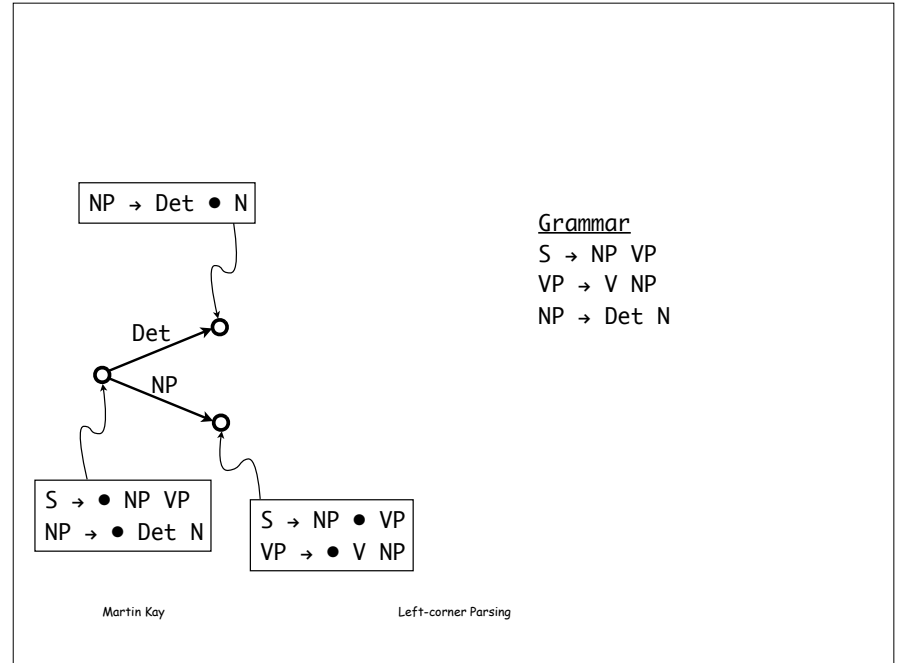 NP → Det ● N
Grammar
S → NP VP
VP → V NP
NP → Det N
Det
NP
S → ● NP VP
NP → ● Det N
S → NP ● VP
VP → ● V NP
Martin Kay
Left-corner Parsing